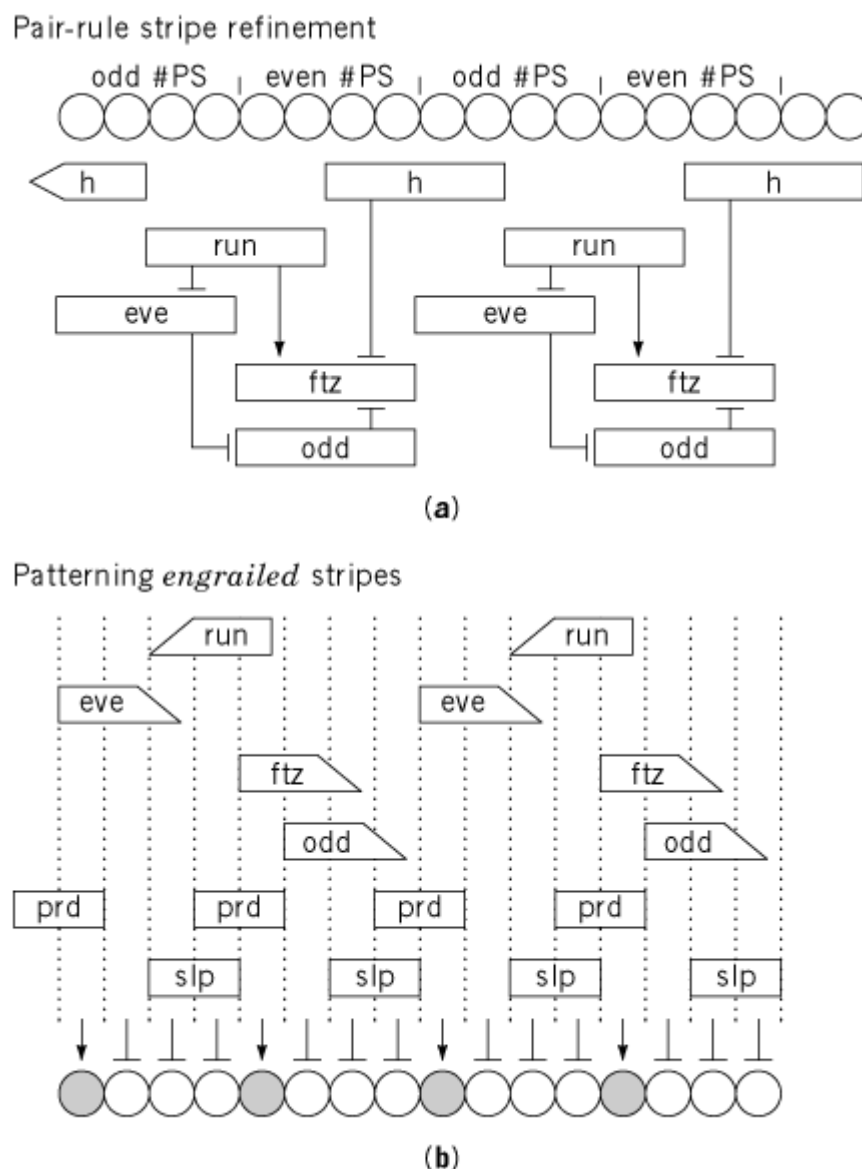 Pair-rule stripe refinement
odd #PS even #PS odd #PS even #PS
h h h
run run
eve eve
ftz ftz
odd odd
(a)
Patterning engrailed stripes
run run
eve eve
ftz ftz
odd odd
prd prd prd prd
slp slp slp slp
(b)